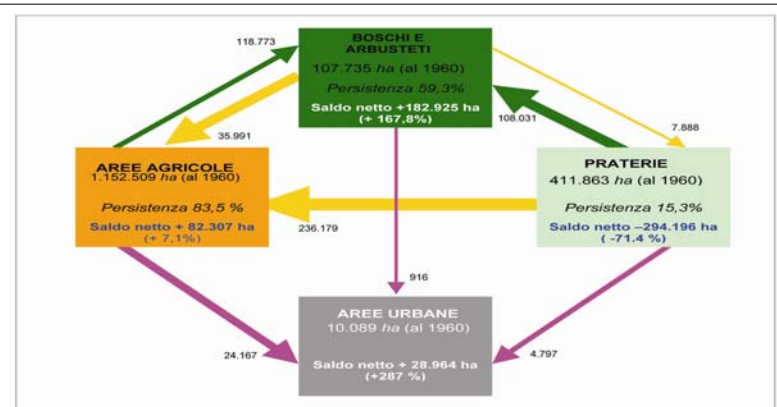 BOSCHI E
ARBUSTETI
107.735 ha (al 1960)
Persistenza 59,3%
Saldo netto +182.925 ha
(+ 167,8%)
118.773
35.991
108.031
7.888
AREE AGRICOLE
1.152.509 ha (al 1960)
Persistenza 83,5 %
Saldo netto + 82.307 ha
(+ 7,1%)
PRATERIE
411.863 ha (al 1960)
Persistenza 15,3%
Saldo netto –294.196 ha
( -71.4 %)
236.179
916
AREE URBANE
10.089 ha (al 1960)
Saldo netto + 28.964 ha
(+287 %)
24.167
4.797